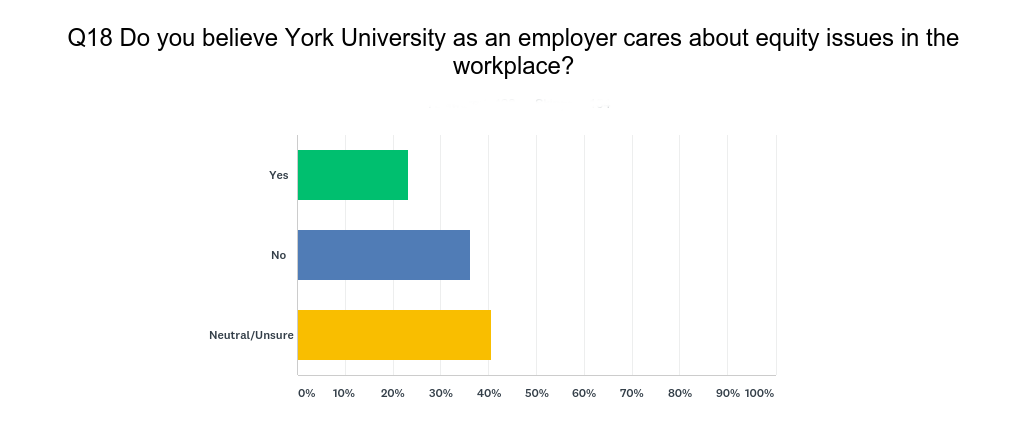 Q18 Do you believe York University as an employer cares about equity issues in the
workplace?
Yes
No
Neutral/Unsure
0% 10% 20% 30% 40% 50% 60% 70% 80% 90% 100%